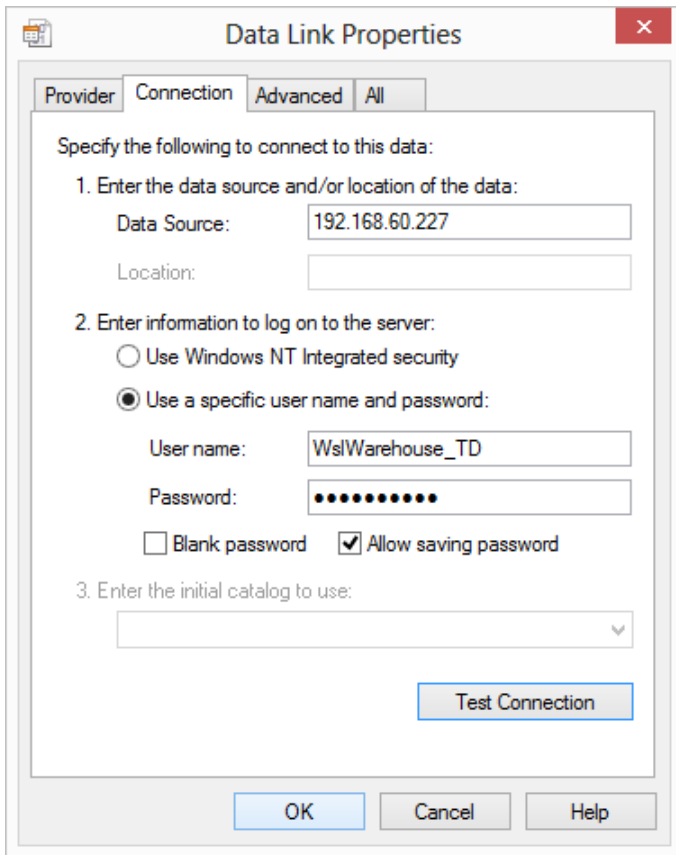 Data Link Properties
Provider Connection Advanced All
Specify the following to connect to this data:
1. Enter the data source and/or location of the data:
Data Source: 192.168.60.227
Location:
2. Enter information to log on to the server:
Use Windows NT Integrated security
Use a specific user name and password:
User name: WslWarehouse_TD
Password: ●●●●●●●●●●
Blank password Allow saving password
3. Enter the initial catalog to use:
Test Connection
OK Cancel Help